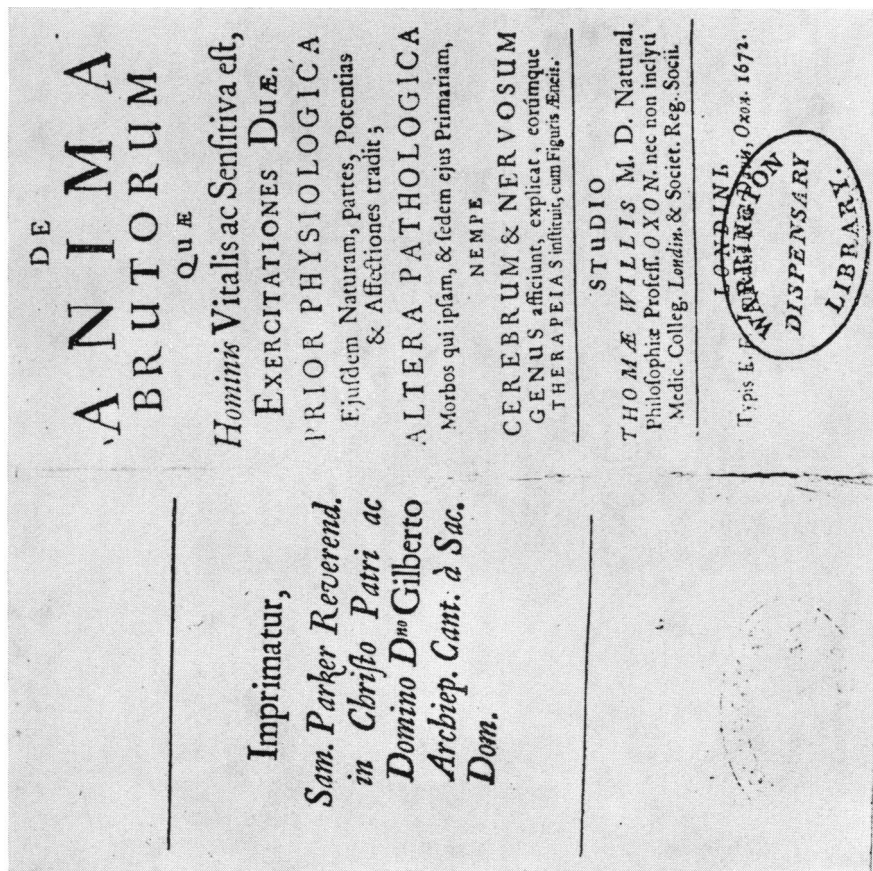 Imprimatur,
Sam. Parker Reverend.
in Chriſto Patri ac
Domino Dno Gilberto
Archiep. Cant. à Sac.
Dom.
DE
ANIMA
BRUTORUM
QUÆ
Hominis Vitalis ac Senſitiva eſt,
EXERCITATIONES DUÆ.
PRIOR PHYSIOLOGICA
Ejuſdem Naturam, partes, Potentias
& Affectiones tradit;
ALTERA PATHOLOGICA
Morbos qui ipſam, & ſedem ejus Primariam,
NEMPE
CEREBRUM & NERVOSUM
GENUS afficiunt, explicat, eorúmque
THERAPEIAS inſtituit, cum Figuris Æneis.
STUDIO
THOMÆ WILLIS M. D. Natural.
Philoſophiæ Profeſſ. OXON. nec non inclyti
Medic. Colleg. Londin. & Societ. Reg. Socii.
LONDINI,
Typis E. F. Davis, Oxon. 1672.
WARRINGTON
DISPENSARY
LIBRARY.